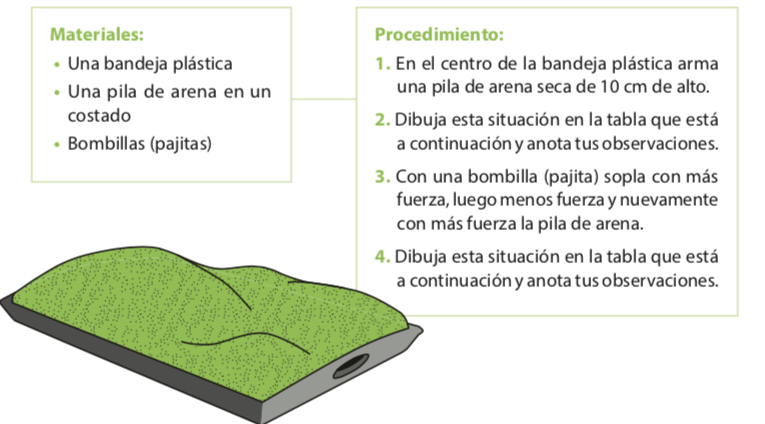 Materiales:
• Una bandeja plástica
• Una pila de arena en un
costado
• Bombillas (pajitas)
Procedimiento:
1. En el centro de la bandeja plástica arma
una pila de arena seca de 10 cm de alto.
2. Dibuja esta situación en la tabla que está
a continuación y anota tus observaciones.
3. Con una bombilla (pajita) sopla con más
fuerza, luego menos fuerza y nuevamente
con más fuerza la pila de arena.
4. Dibuja esta situación en la tabla que está
a continuación y anota tus observaciones.